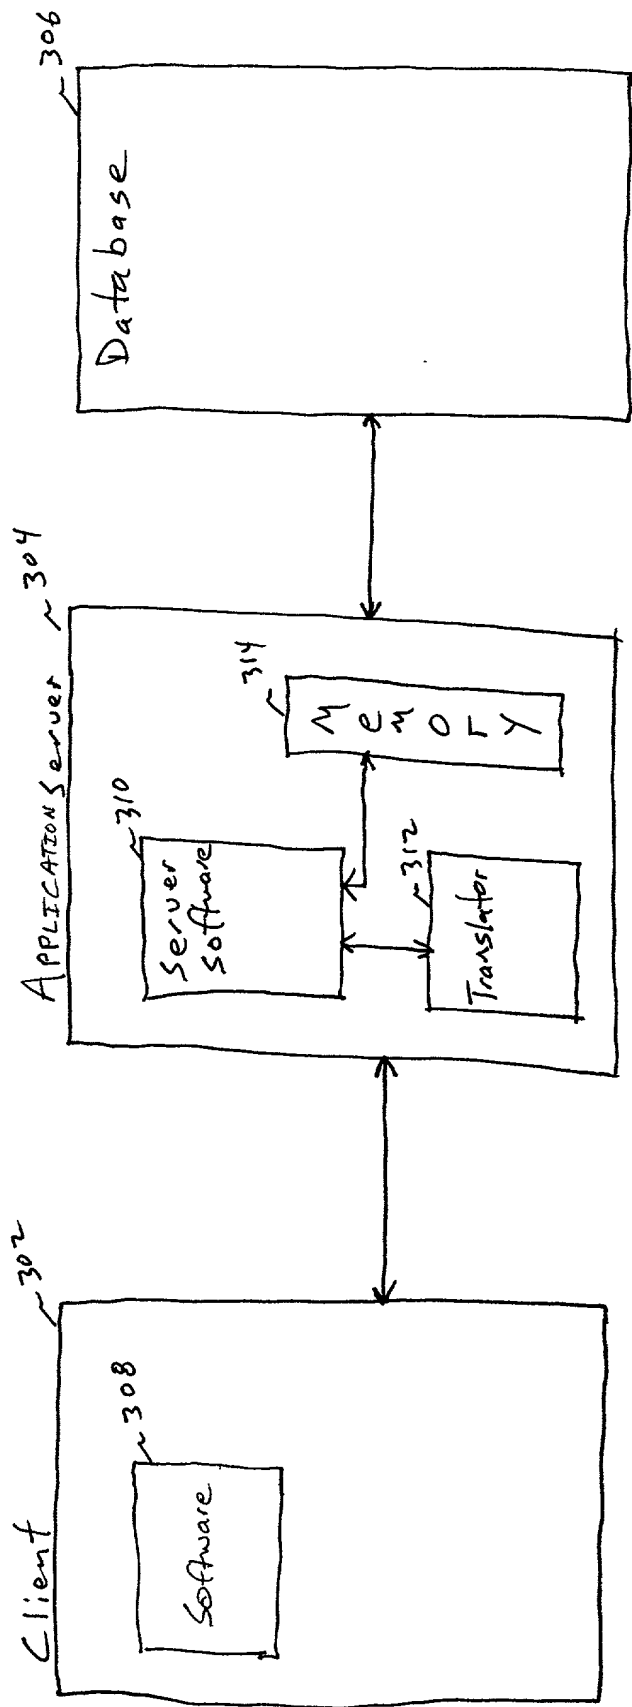 Client
302
Software
308
APPLICATION Server
304
Server
Software
310
Translator
312
Memory
314
Database
306